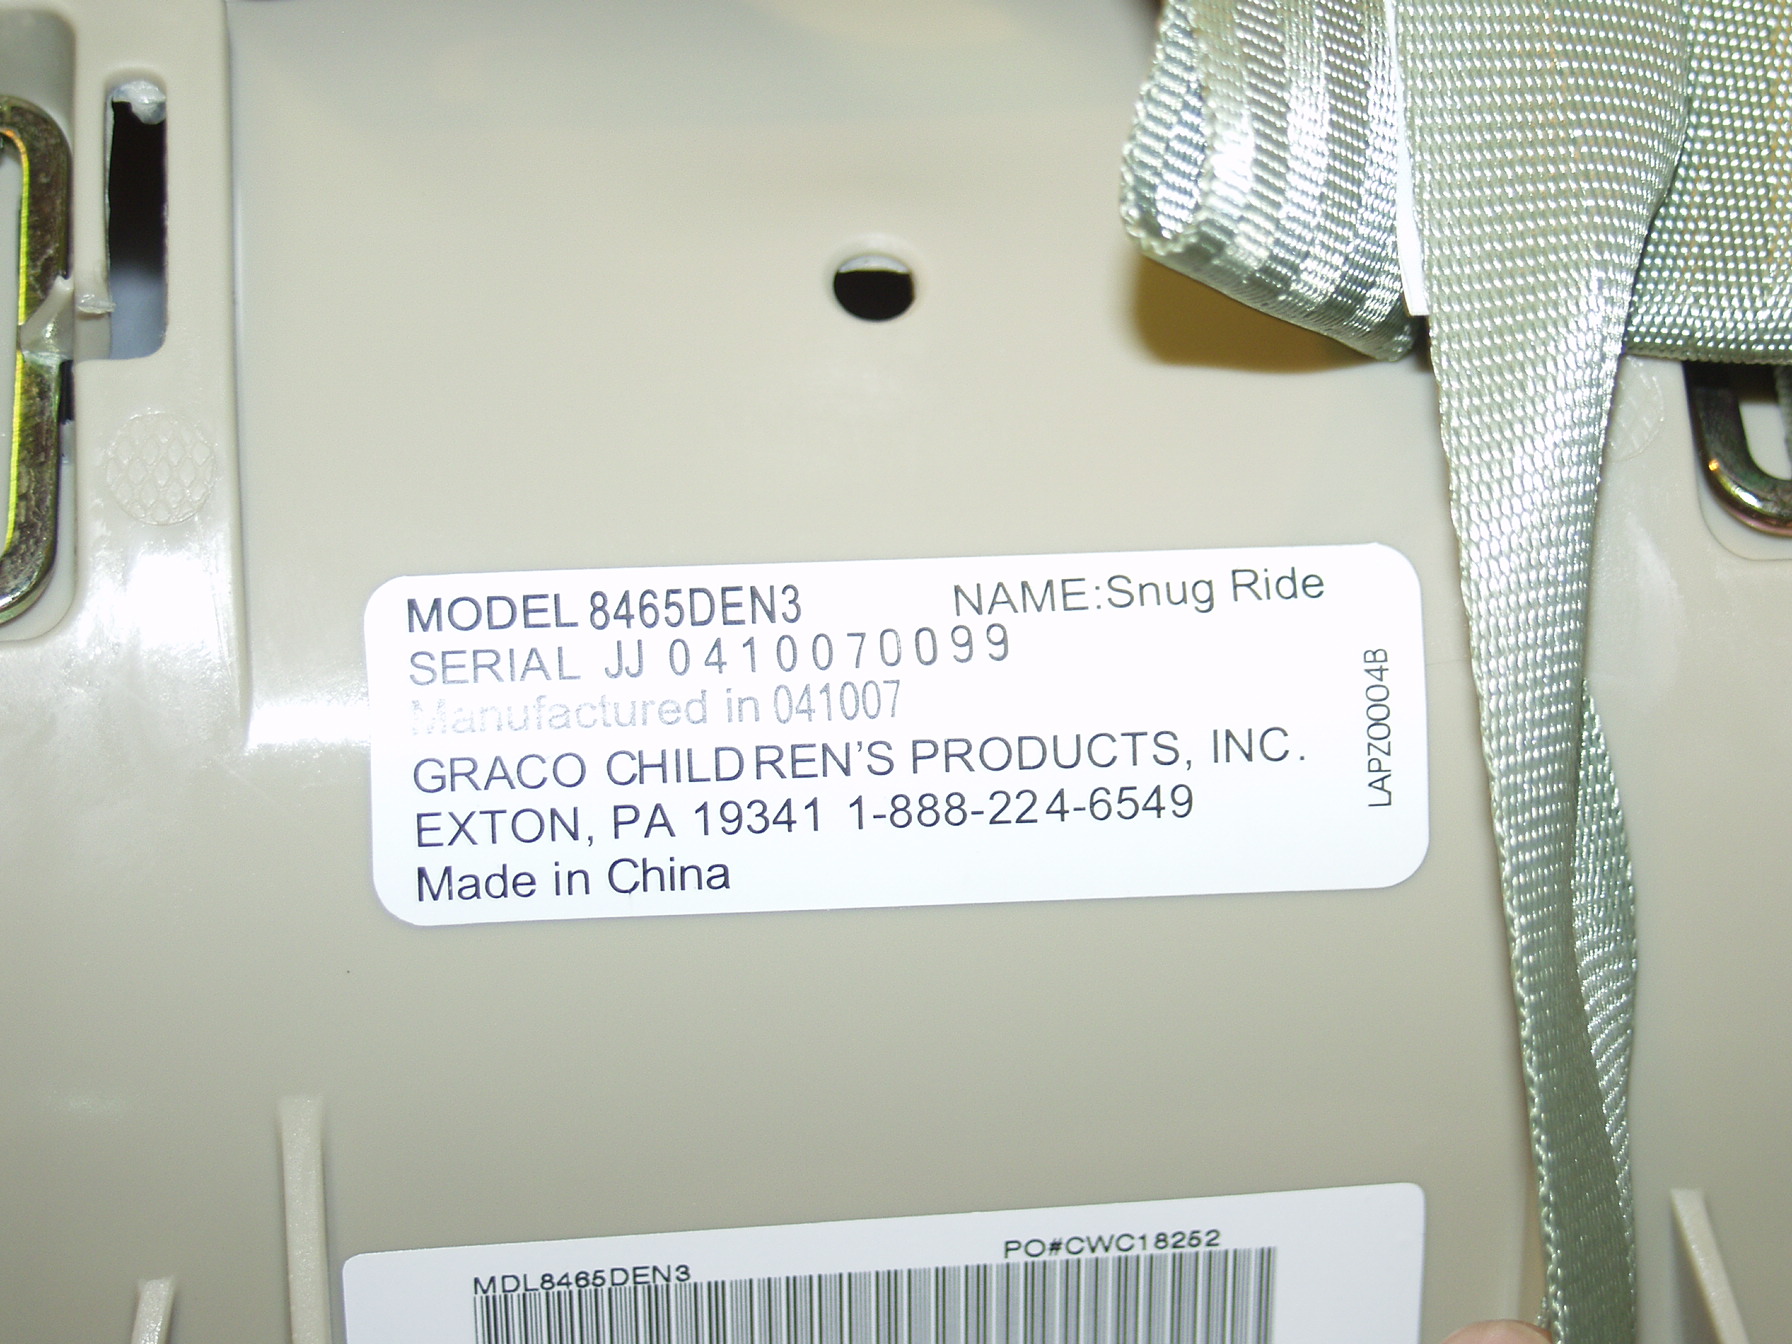 MODEL 8465DEN3 NAME:Snug Ride
SERIAL JJ 0410070099
Manufactured in 041007
GRACO CHILDREN'S PRODUCTS, INC.
EXTON, PA 19341 1-888-224-6549
Made in China
LAPZ0004B
PO#CWC18252
MDL8465DEN3